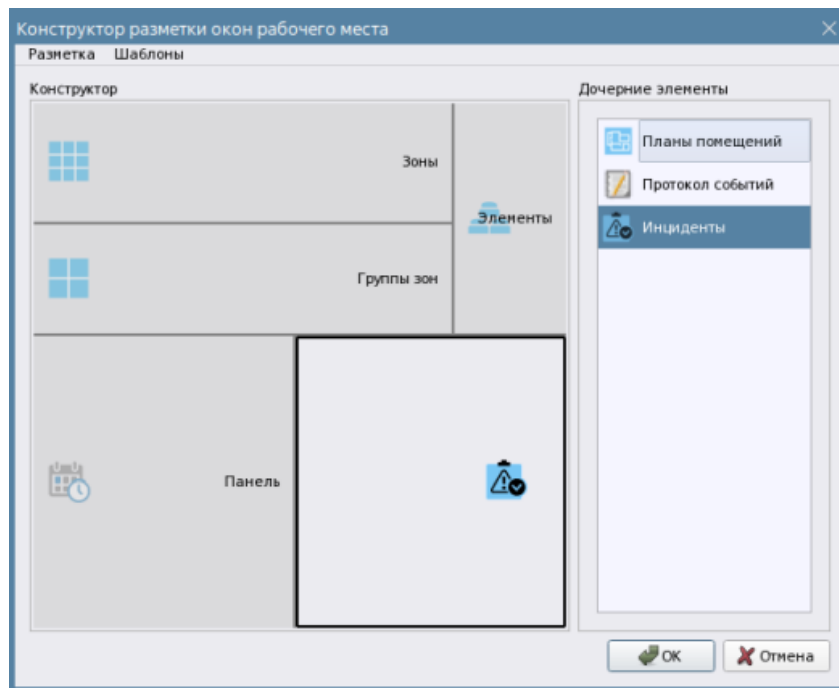 Конструктор разметки окон рабочего места
Разметка Шаблоны
Конструктор
Дочерние элементы
Зоны
Элементы
Группы зон
Панель
Планы помещений
Протокол событий
Инциденты
ОК
Отмена